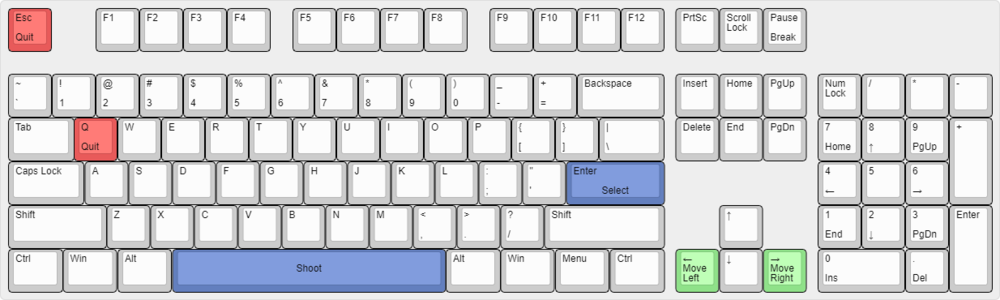 Esc F1 F2 F3 F4 F5 F6 F7 F8 F9 F10 F11 F12 PrtSc Scroll Pause
Lock
Quit Break
~ ! @ # $ % ^ & * ( ) _ + Backspace Insert Home PgUp Num / * -
Lock
` 1 2 3 4 5 6 7 8 9 0 - =
Tab Q W E R T Y U I O P { } | Delete End PgDn 7 8 9 +
Quit [ ] \ Home ↑ PgUp
Caps Lock A S D F G H J K L : " Enter 4 5 6
; ' Select ← →
Shift Z X C V B N M < > ? Shift ↑ 1 2 3 Enter
, . / End ↓ PgDn
Ctrl Win Alt Shoot Alt Win Menu Ctrl ← ↓ → 0 .
Move Move
Left Right Ins Del